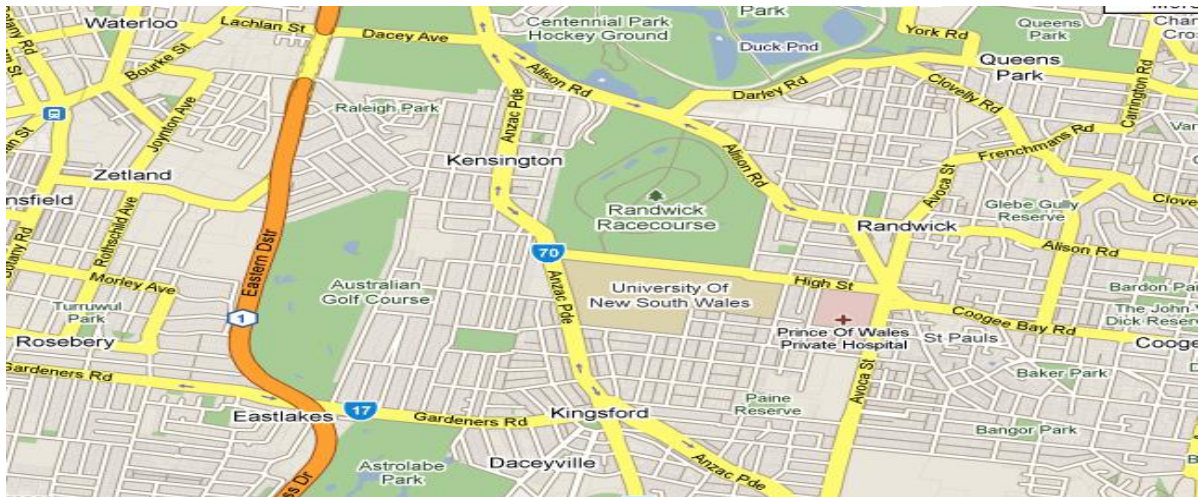 More
Waterloo
Lachlan St
Dacey Ave
Centennial Park
Hockey Ground
Park
Duck Pnd
York Rd
Queens
Park
Bourke St
Joynton Ave
Raleigh Park
Anzac Pde
Alison Rd
Darley Rd
Queens
Park
Clovelly Rd
Carrington Rd
Kensington
Frenchmans Rd
Zetland
Alison Rd
Avoca St
Randwick
Racecourse
Randwick
Glebe Gully
Reserve
Alison Rd
Botany Rd
Rothschild Ave
Eastern Dstr
70
Morley Ave
Australian
Golf Course
Anzac Pde
University Of
New South Wales
High St
Turruwul
Park
1
Prince Of Wales
Private Hospital
Coogee Bay Rd
St Pauls
Rosebery
Avoca St
Baker Park
Gardeners Rd
Eastlakes
17
Gardeners Rd
Kingsford
Paine
Reserve
Bangor Park
Astrolabe
Park
Daceyville
Anzac Pde